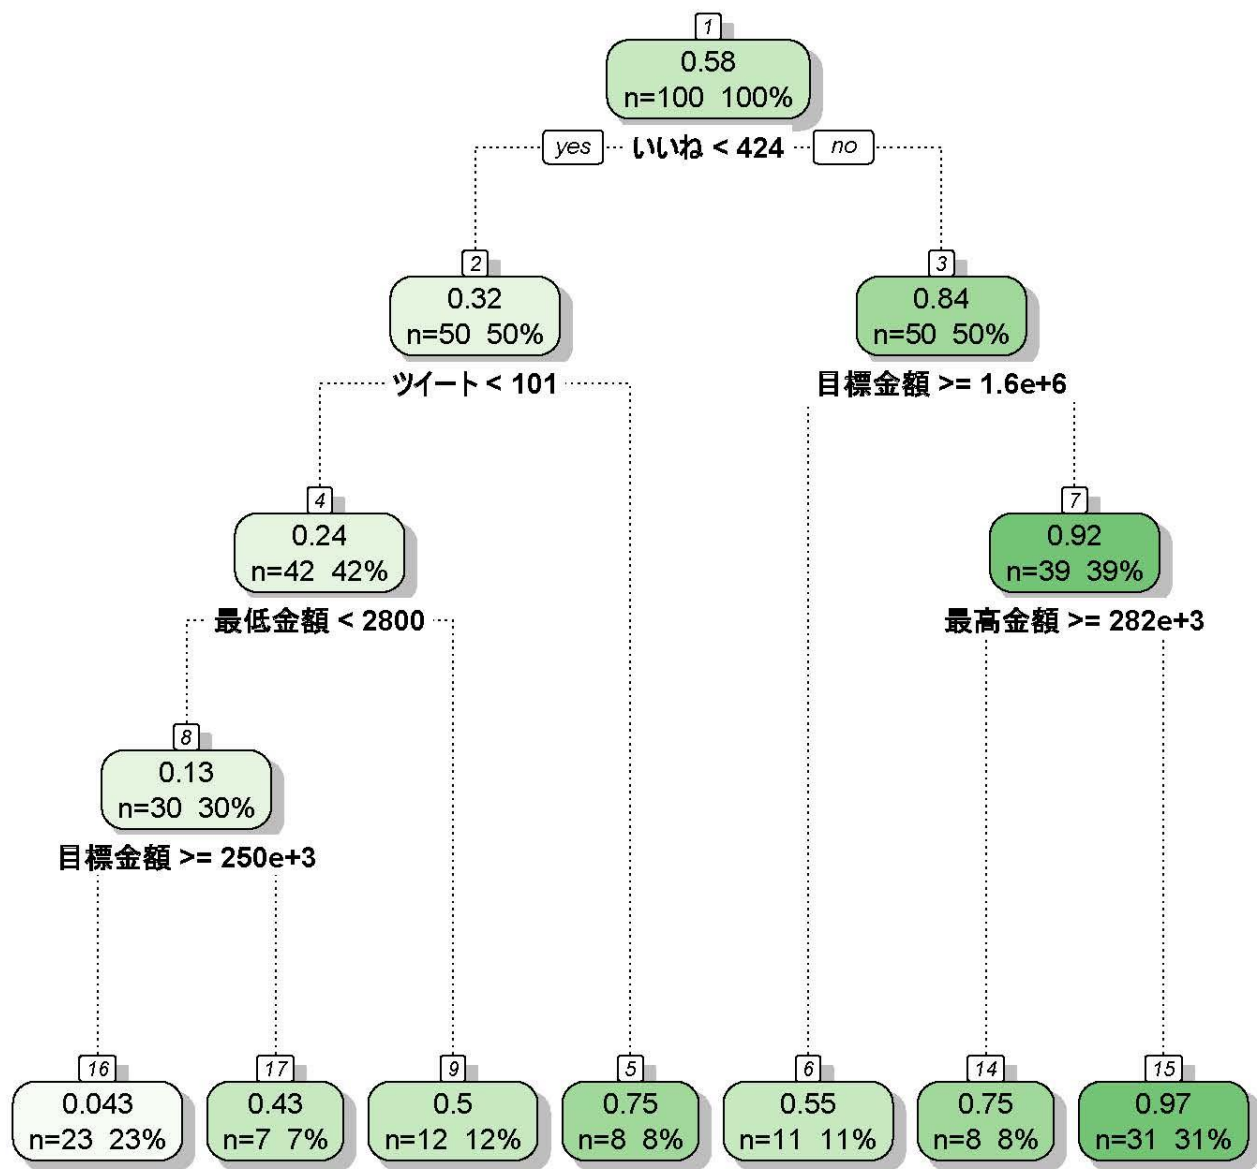 1
0.58
n=100 100%
yes いいね < 424 no
2
0.32
n=50 50%
3
0.84
n=50 50%
ツイート < 101
目標金額 >= 1.6e+6
4
0.24
n=42 42%
7
0.92
n=39 39%
最低金額 < 2800
最高金額 >= 282e+3
8
0.13
n=30 30%
目標金額 >= 250e+3
16
0.043
n=23 23%
17
0.43
n=7 7%
9
0.5
n=12 12%
5
0.75
n=8 8%
6
0.55
n=11 11%
14
0.75
n=8 8%
15
0.97
n=31 31%